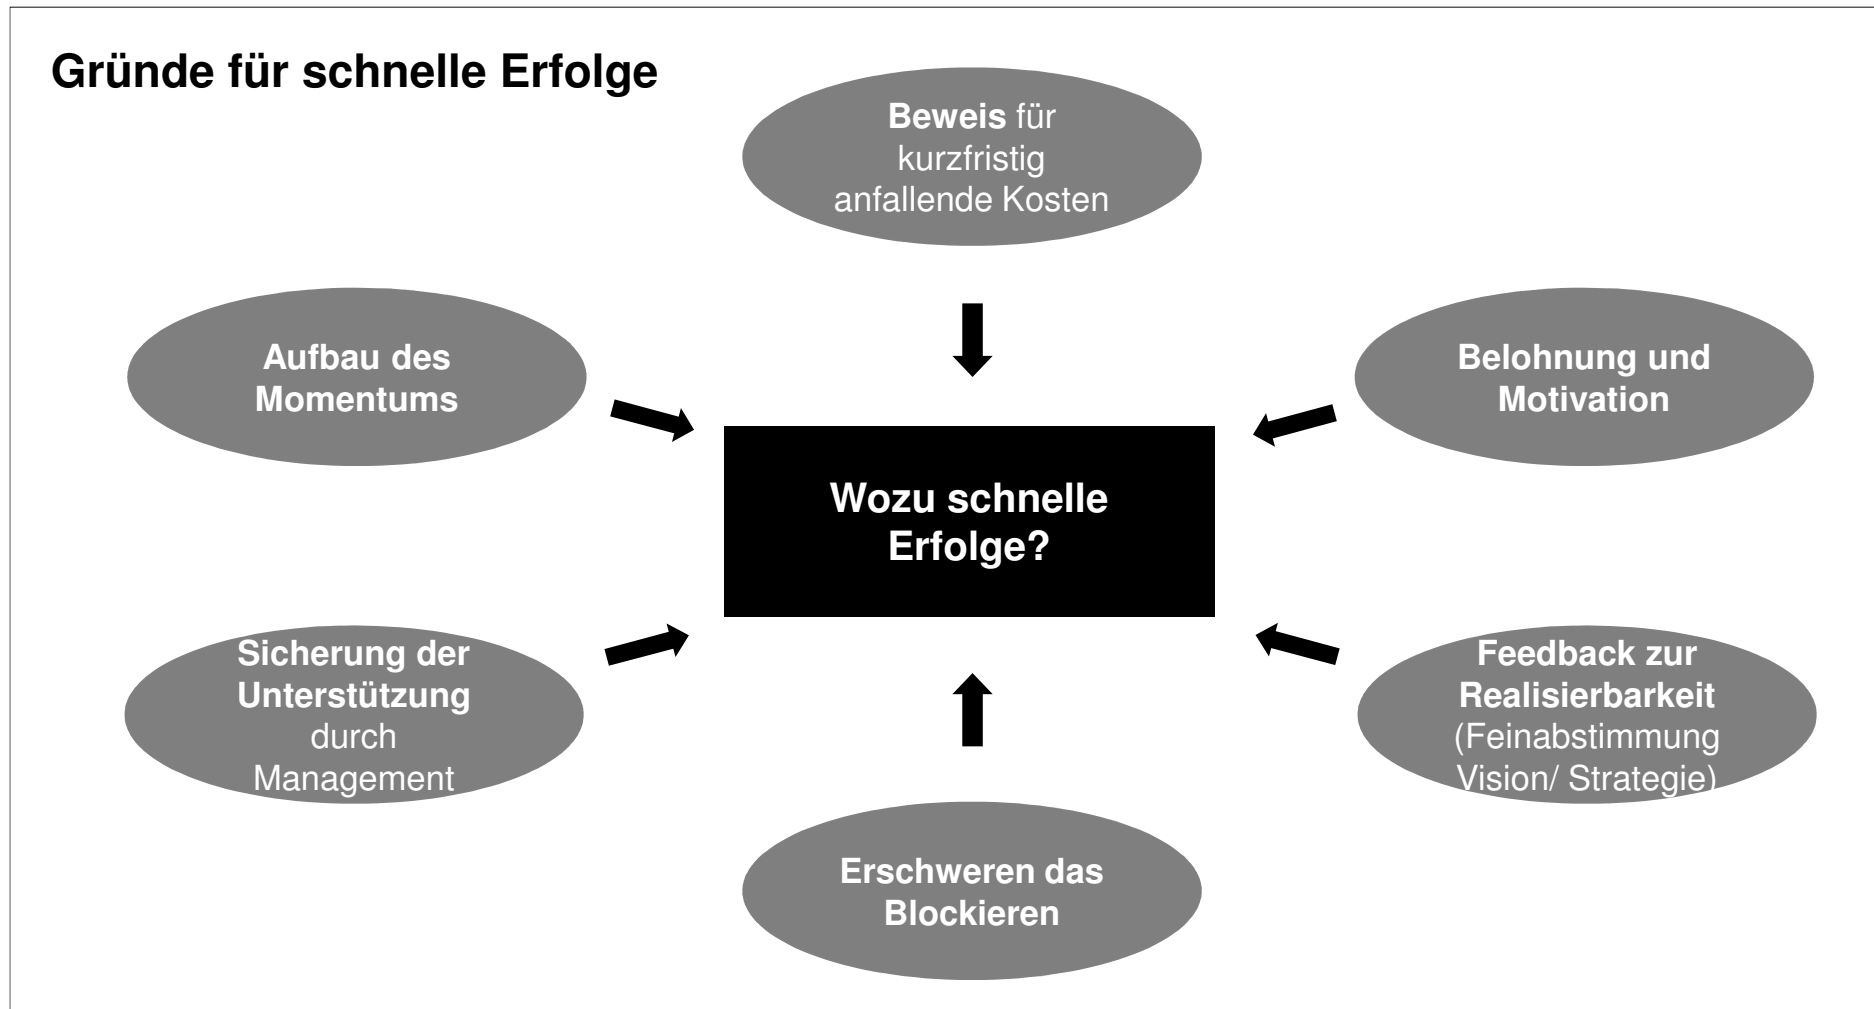 Gründe für schnelle Erfolge
Beweis für
kurzfristig
anfallende Kosten
Aufbau des
Momentums
Belohnung und
Motivation
Wozu schnelle
Erfolge?
Sicherung der
Unterstützung
durch
Management
Feedback zur
Realisierbarkeit
(Feinabstimmung
Vision/ Strategie)
Erschweren das
Blockieren